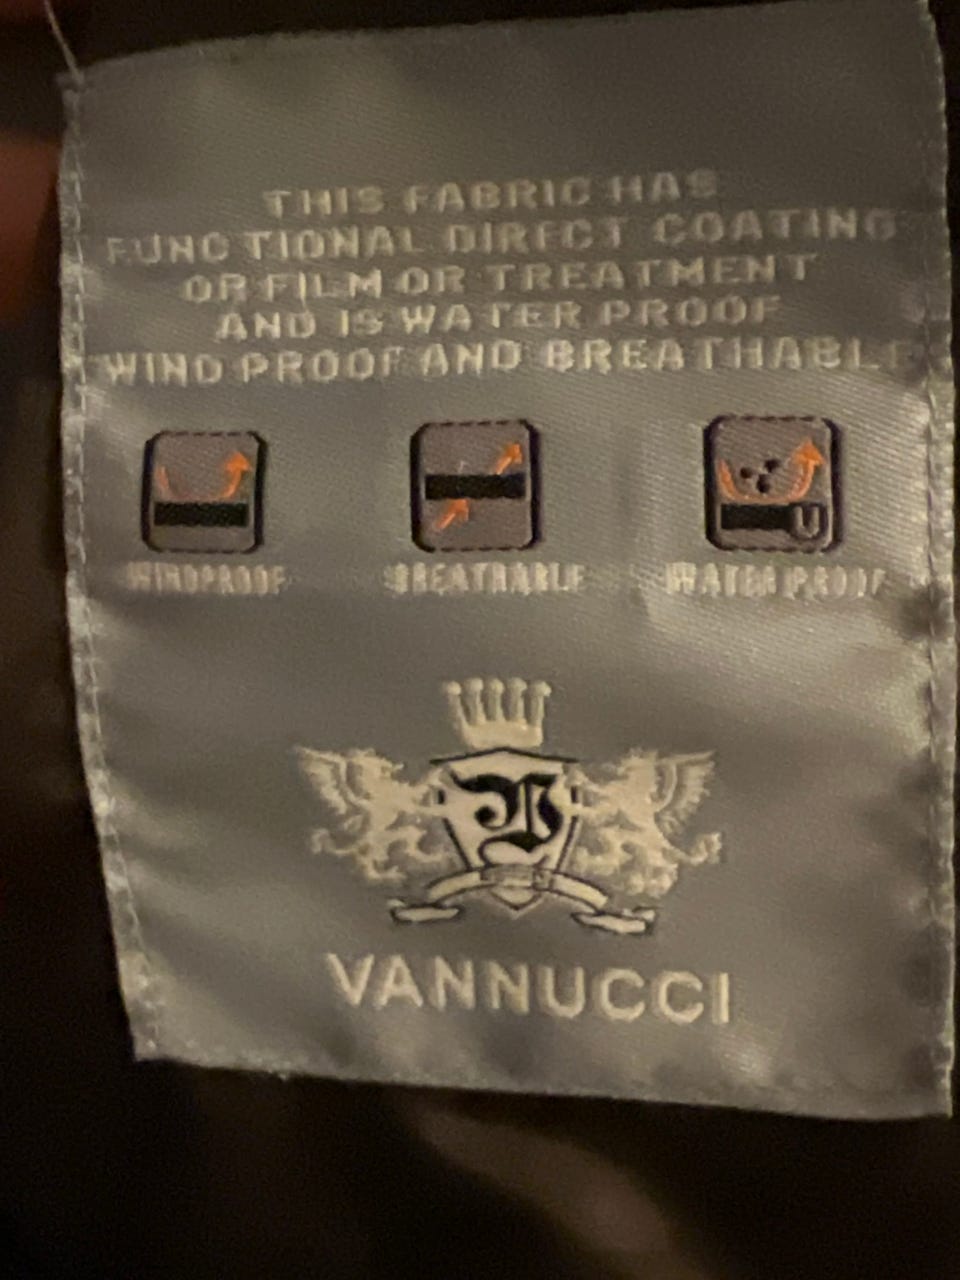 THIS FABRIC HAS
FUNCTIONAL DIRECT COATING
OR FILM OR TREATMENT
AND IS WATER PROOF
WIND PROOF AND BREATHABLE
WINDPROOF
BREATHABLE
WATER PROOF
VANNUCCI